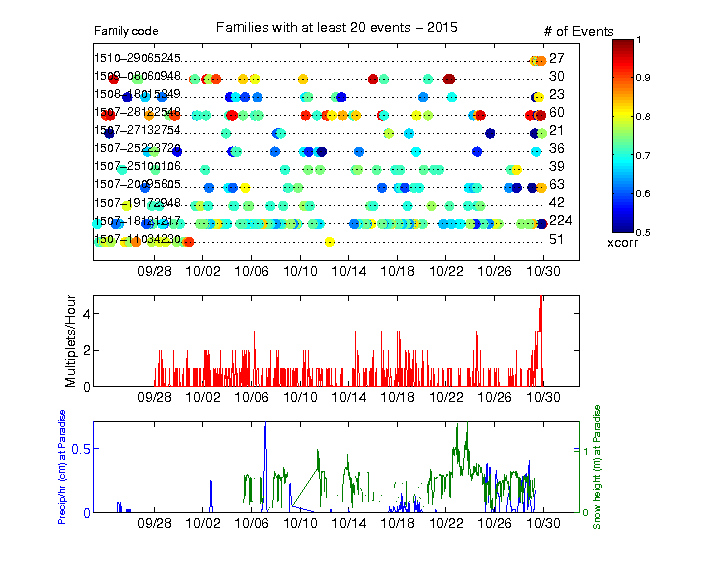 Families with at least 20 events − 2015
Family code
# of Events
1510−29065245 27
1509−08060948 30
1508−18015349 23
1507−28122548 60
1507−27132754 21
1507−25223720 36
1507−25100106 39
1507−20095605 63
1507−19172948 42
1507−18121217 224
1507−11034230 51
1
0.9
0.8
0.7
0.6
0.5
xcorr
09/28 10/02 10/06 10/10 10/14 10/18 10/22 10/26 10/30
Multiplets/Hour
4
2
0
09/28 10/02 10/06 10/10 10/14 10/18 10/22 10/26 10/30
Precip/hr (cm) at Paradise
0.5
0
Snow height (m) at Paradise
1
0
09/28 10/02 10/06 10/10 10/14 10/18 10/22 10/26 10/30